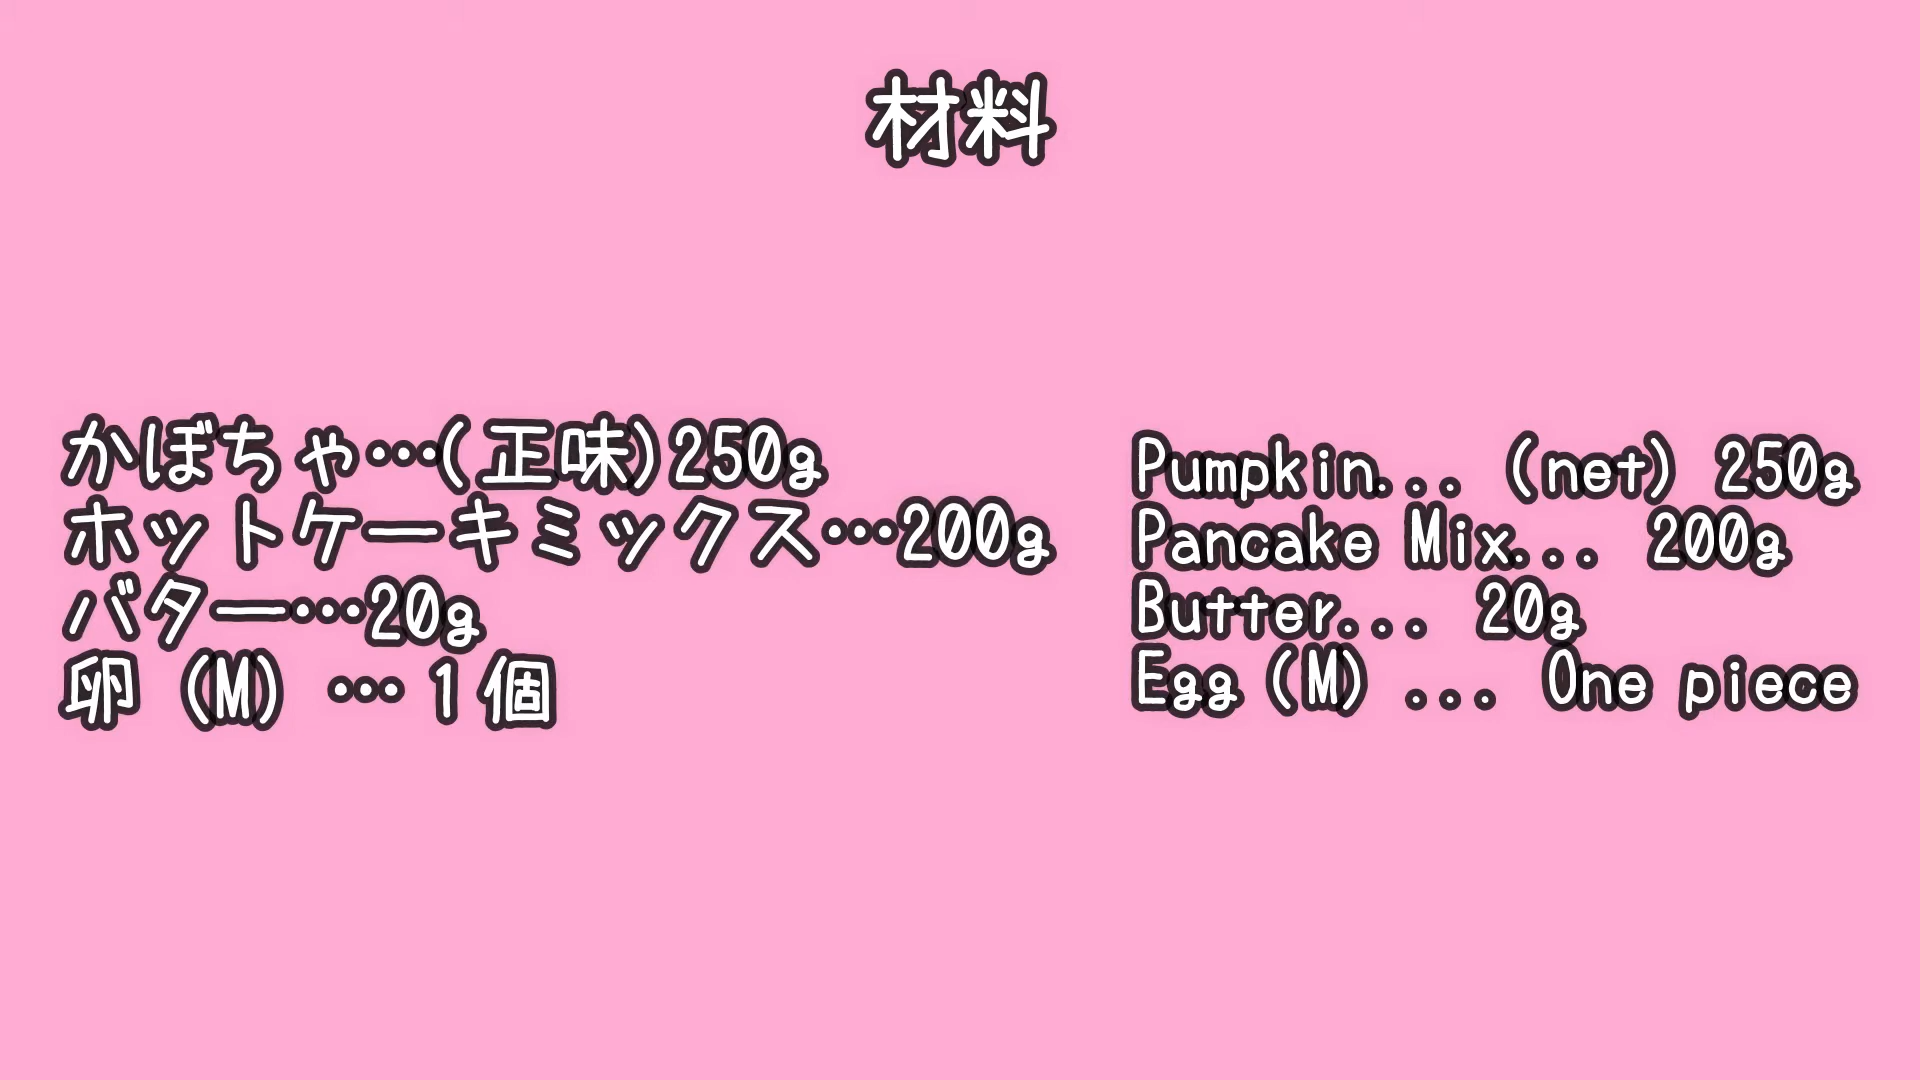 材料
かぼちゃ…(正味)250g
ホットケーキミックス…200g
バター…20g
卵 (M) …1個
Pumpkin... (net) 250g
Pancake Mix... 200g
Butter... 20g
Egg (M) ... One piece